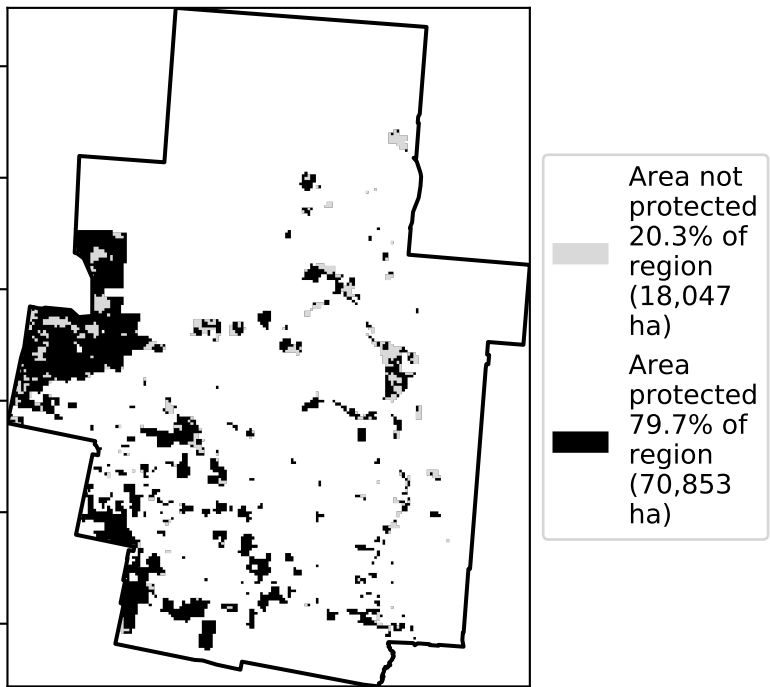 Area not
protected
20.3% of
region
(18,047
ha)
Area
protected
79.7% of
region
(70,853
ha)